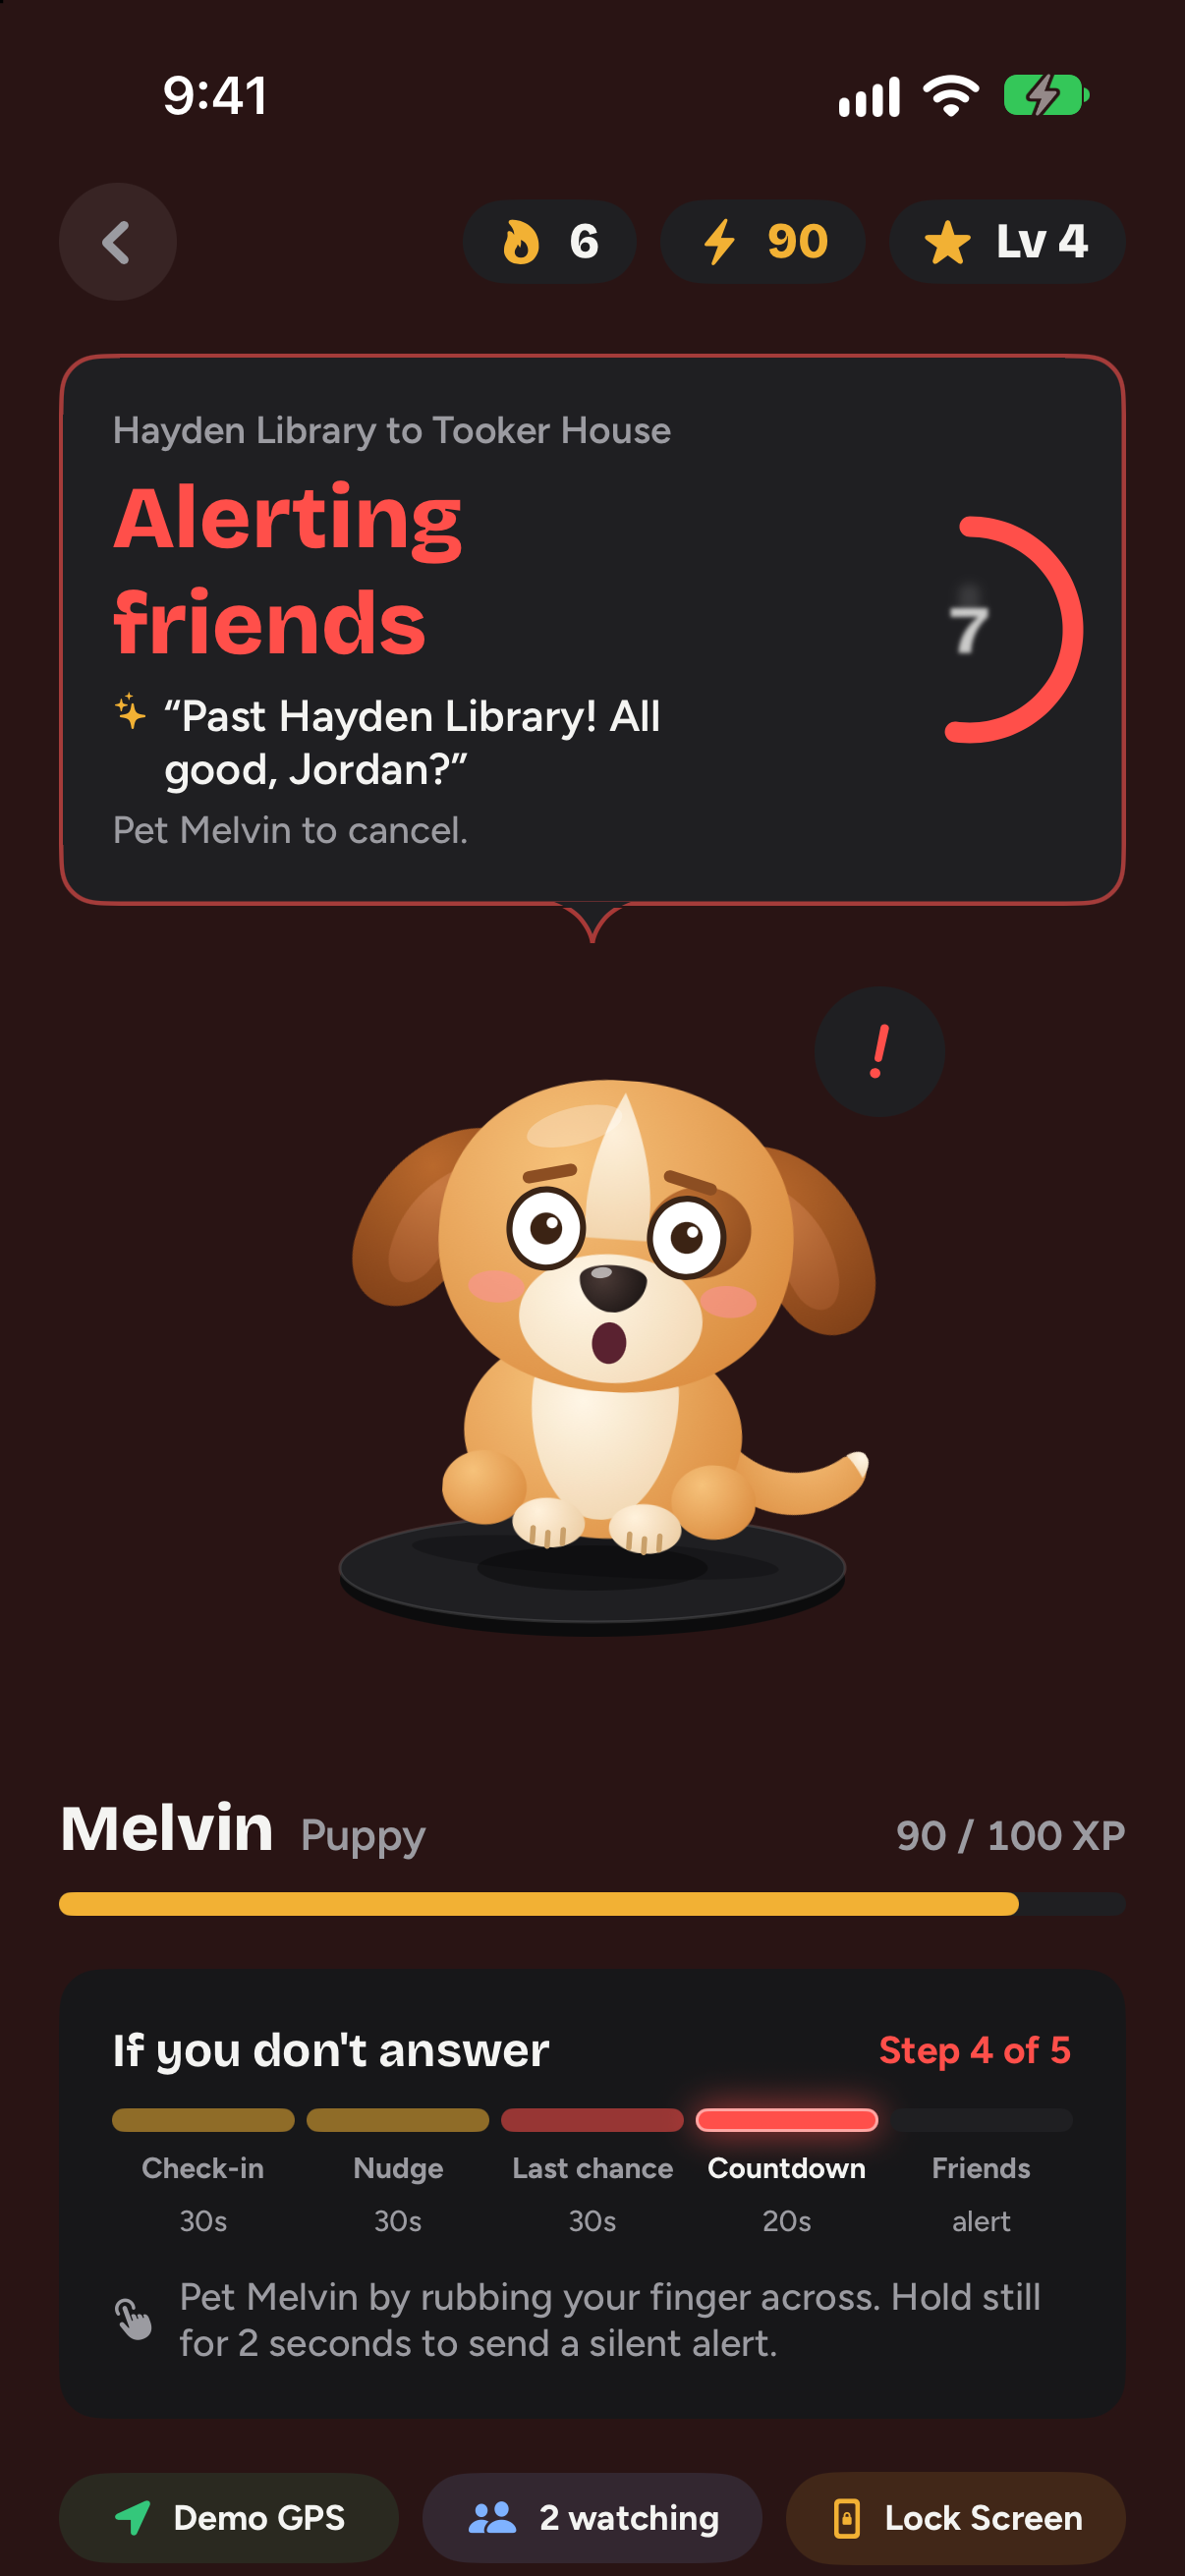 9:41
6
90
Lv 4
Hayden Library to Tooker House
Alerting
friends
7
“Past Hayden Library! All
good, Jordan?”
Pet Melvin to cancel.
!
Melvin Puppy
90 / 100 XP
If you don't answer
Step 4 of 5
Check-in Nudge Last chance Countdown Friends
30s 30s 30s 20s alert
Pet Melvin by rubbing your finger across. Hold still
for 2 seconds to send a silent alert.
Demo GPS
2 watching
Lock Screen